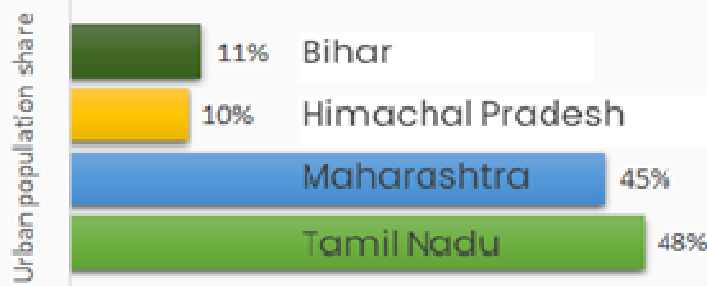 Urban population share
11% Bihar
10% Himachal Pradesh
Maharashtra 45%
Tamil Nadu 48%